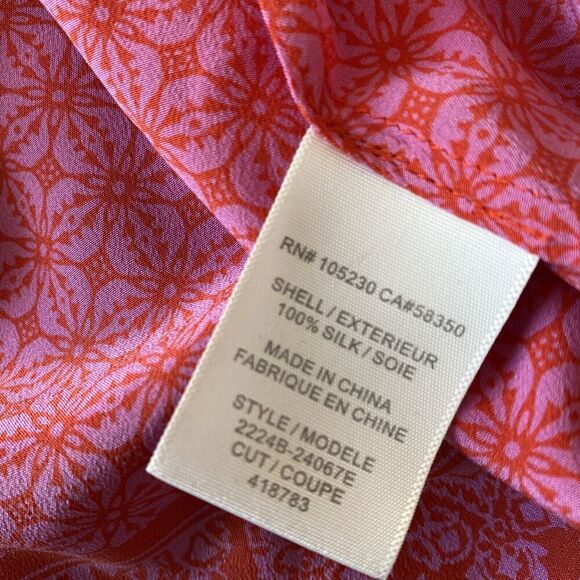 RN# 105230 CA#58350
SHELL / EXTERIEUR
100% SILK / SOIE
MADE IN CHINA
FABRIQUE EN CHINE
STYLE / MODELE
2224B-24067E
CUT / COUPE
418783